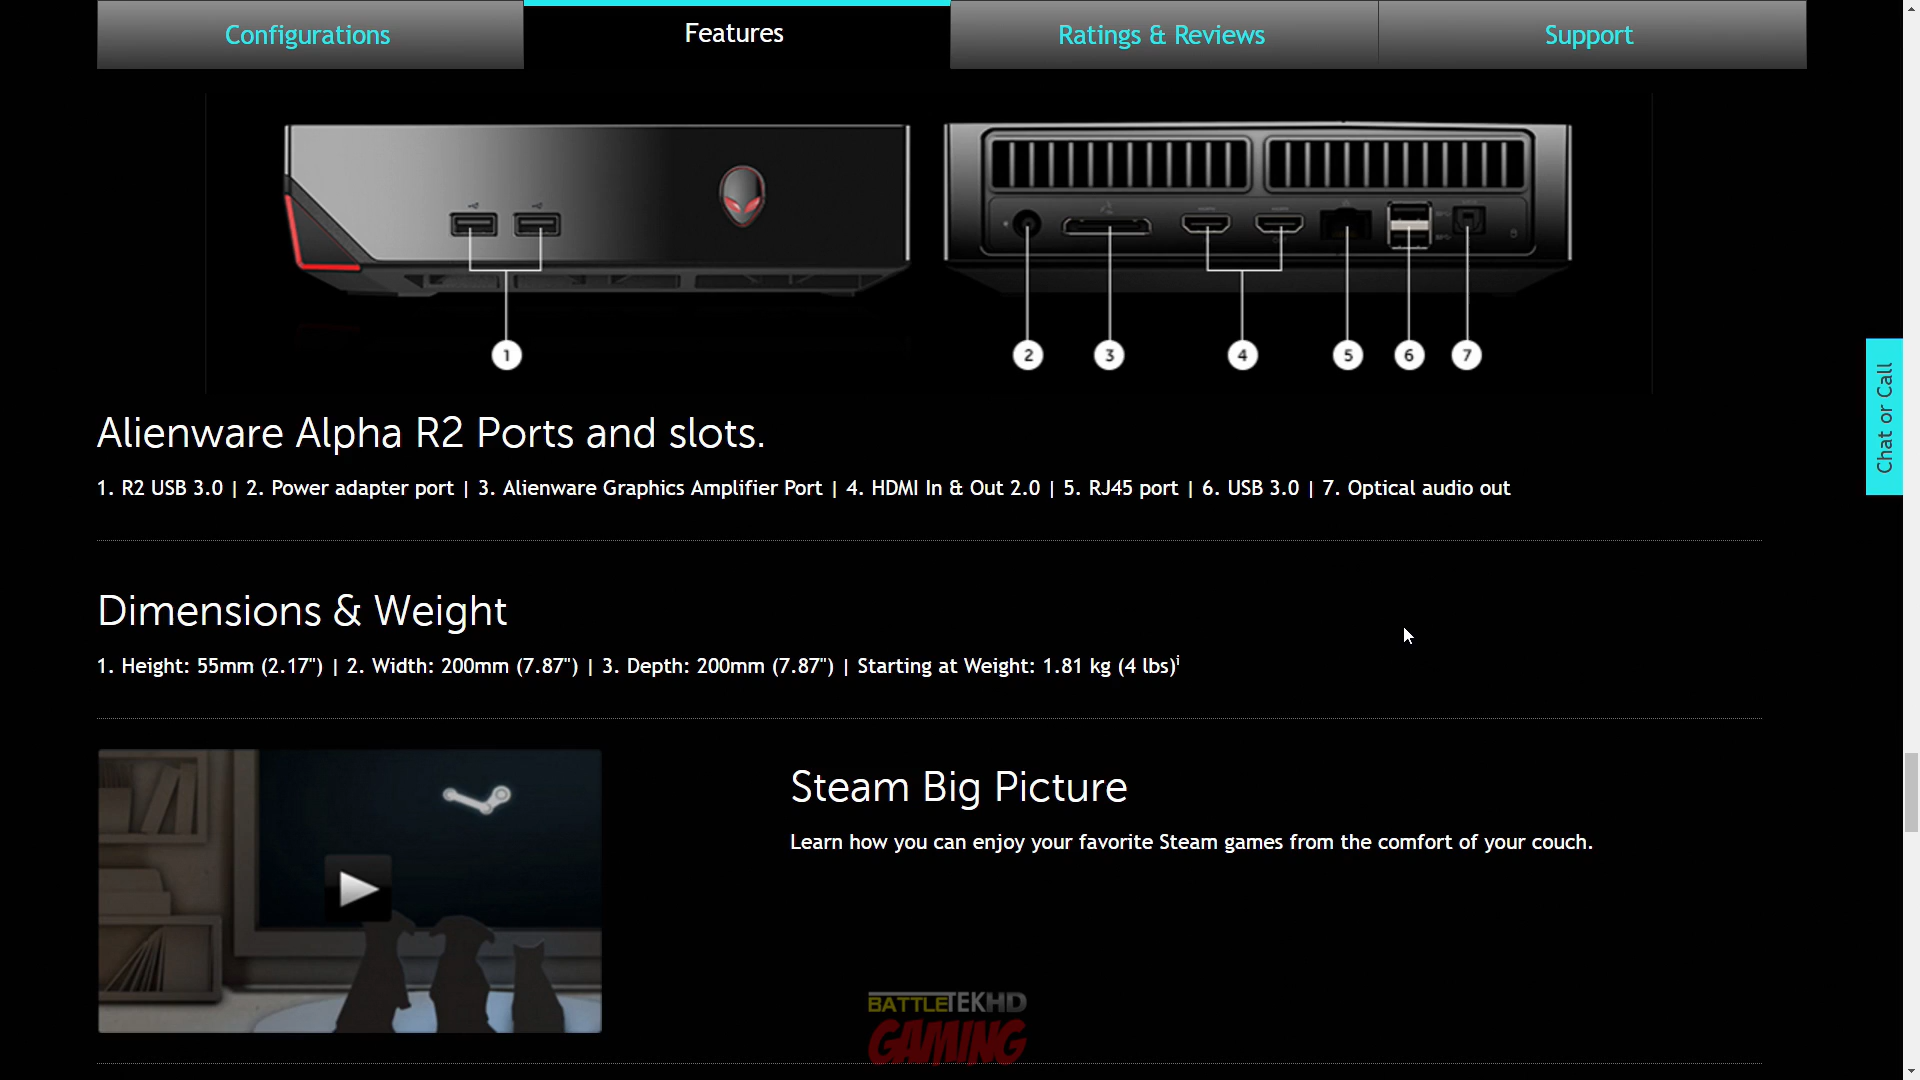 Configurations
Features
Ratings & Reviews
Support
1
2
3
4
5
6
7
Chat or Call
Alienware Alpha R2 Ports and slots.
1. R2 USB 3.0 | 2. Power adapter port | 3. Alienware Graphics Amplifier Port | 4. HDMI In & Out 2.0 | 5. RJ45 port | 6. USB 3.0 | 7. Optical audio out
Dimensions & Weight
1. Height: 55mm (2.17") | 2. Width: 200mm (7.87") | 3. Depth: 200mm (7.87") | Starting at Weight: 1.81 kg (4 lbs)i
Steam Big Picture
Learn how you can enjoy your favorite Steam games from the comfort of your couch.
BATTLETEKHD
GAMING